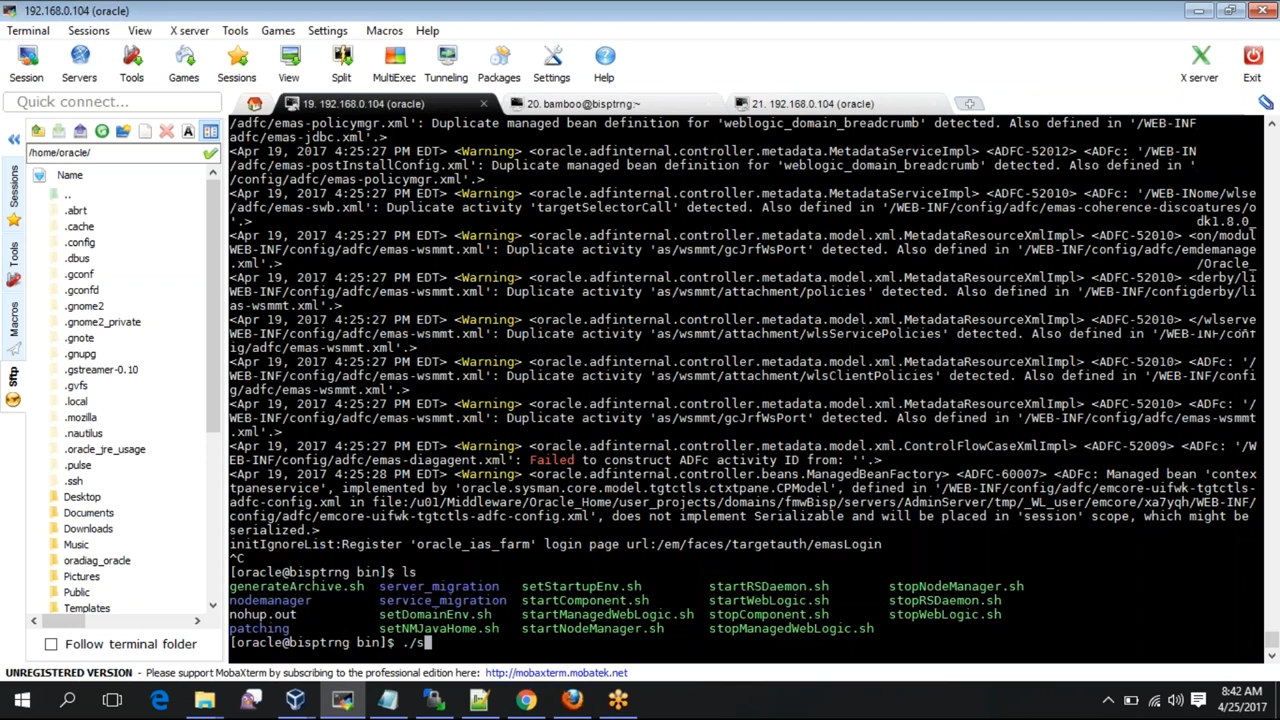 192.168.0.104 (oracle)
Terminal Sessions View X server Tools Games Settings Macros Help
Session Servers Tools Games Sessions View Split MultiExec Tunneling Packages Settings Help X server Exit
Quick connect...
19. 192.168.0.104 (oracle)
20. bamboo@bisptrng:~
21. 192.168.0.104 (oracle)
/home/oracle/
Name
..
.abrt
.cache
.config
.dbus
.gconf
.gconfd
.gnome2
.gnome2_private
.gnote
.gnupg
.gstreamer-0.10
.gvfs
.local
.mozilla
.nautilus
.oracle_jre_usage
.pulse
.ssh
Desktop
Documents
Downloads
Music
oradiag_oracle
Pictures
Public
Templates
Follow terminal folder
Sessions
Tools
Macros
Sftp
/adfc/emas-policymgr.xml': Duplicate managed bean definition for 'weblogic_domain_breadcrumb' detected. Also defined in '/WEB-INF
adfc/emas-jdbc.xml'.>
<Apr 19, 2017 4:25:27 PM EDT> <Warning> <oracle.adfinternal.controller.metadata.MetadataServiceImpl> <ADFC-52012> <ADFc: '/WEB-IN
/adfc/emas-postInstallConfig.xml': Duplicate managed bean definition for 'weblogic_domain_breadcrumb' detected. Also defined in '
/config/adfc/emas-policymgr.xml'.>
<Apr 19, 2017 4:25:27 PM EDT> <Warning> <oracle.adfinternal.controller.metadata.MetadataServiceImpl> <ADFC-52010> <ADFc: '/WEB-INome/wlse
/adfc/emas-swb.xml': Duplicate activity 'targetSelectorCall' detected. Also defined in '/WEB-INF/config/adfc/emas-coherence-discoatures/o
'.> dk1.8.0_
<Apr 19, 2017 4:25:27 PM EDT> <Warning> <oracle.adfinternal.controller.metadata.model.xml.MetadataResourceXmlImpl> <ADFC-52010> <on/modul
WEB-INF/config/adfc/emas-wsmmt.xml': Duplicate activity 'as/wsmmt/gcJrfWsPort' detected. Also defined in '/WEB-INF/config/adfc/emdemanage
.xml'.> /Oracle_
<Apr 19, 2017 4:25:27 PM EDT> <Warning> <oracle.adfinternal.controller.metadata.model.xml.MetadataResourceXmlImpl> <ADFC-52010> <derby/li
WEB-INF/config/adfc/emas-wsmmt.xml': Duplicate activity 'as/wsmmt/attachment/policies' detected. Also defined in '/WEB-INF/configderby/li
as-wsmmt.xml'.>
<Apr 19, 2017 4:25:27 PM EDT> <Warning> <oracle.adfinternal.controller.metadata.model.xml.MetadataResourceXmlImpl> <ADFC-52010> </wlserve
WEB-INF/config/adfc/emas-wsmmt.xml': Duplicate activity 'as/wsmmt/attachment/wlsServicePolicies' detected. Also defined in '/WEB-INF/conf
ig/adfc/emas-wsmmt.xml'.>
<Apr 19, 2017 4:25:27 PM EDT> <Warning> <oracle.adfinternal.controller.metadata.model.xml.MetadataResourceXmlImpl> <ADFC-52010> <ADFc: '/
WEB-INF/config/adfc/emas-wsmmt.xml': Duplicate activity 'as/wsmmt/attachment/wlsClientPolicies' detected. Also defined in '/WEB-INF/confi
g/adfc/emas-wsmmt.xml'.>
<Apr 19, 2017 4:25:27 PM EDT> <Warning> <oracle.adfinternal.controller.metadata.model.xml.MetadataResourceXmlImpl> <ADFC-52010> <ADFc: '/
WEB-INF/config/adfc/emas-wsmmt.xml': Duplicate activity 'as/wsmmt/gcJrfWsPort' detected. Also defined in '/WEB-INF/config/adfc/emas-wsmmt
.xml'.>
<Apr 19, 2017 4:25:27 PM EDT> <Warning> <oracle.adfinternal.controller.metadata.model.xml.ControlFlowCaseXmlImpl> <ADFC-52009> <ADFc: '/W
EB-INF/config/adfc/emas-diagagent.xml': Failed to construct ADFc activity ID from: ''.>
<Apr 19, 2017 4:25:28 PM EDT> <Warning> <oracle.adfinternal.controller.beans.ManagedBeanFactory> <ADFC-60007> <ADFc: Managed bean 'contex
tpaneservice', implemented by 'oracle.sysman.core.model.tgtctls.ctxtpane.CPModel', defined in '/WEB-INF/config/adfc/emcore-uifwk-tgtctls-
adfc-config.xml in file:/u01/Middleware/Oracle_Home/user_projects/domains/fmwBisp/servers/AdminServer/tmp/_WL_user/emcore/xa7yqh/WEB-INF/
config/adfc/emcore-uifwk-tgtctls-adfc-config.xml', does not implement Serializable and will be placed in 'session' scope, which might be
serialized.>
initIgnoreList:Register 'oracle_ias_farm' login page url:/em/faces/targetauth/emasLogin
^C
[oracle@bisptrng bin]$ ls
generateArchive.sh server_migration setStartupEnv.sh startRSDaemon.sh stopNodeManager.sh
nodemanager service_migration startComponent.sh startWebLogic.sh stopRSDaemon.sh
nohup.out setDomainEnv.sh startManagedWebLogic.sh stopComponent.sh stopWebLogic.sh
patching setNMJavaHome.sh startNodeManager.sh stopManagedWebLogic.sh
[oracle@bisptrng bin]$ ./s
UNREGISTERED VERSION - Please support MobaXterm by subscribing to the professional edition here: http://mobaxterm.mobatek.net
8:42 AM
4/25/2017